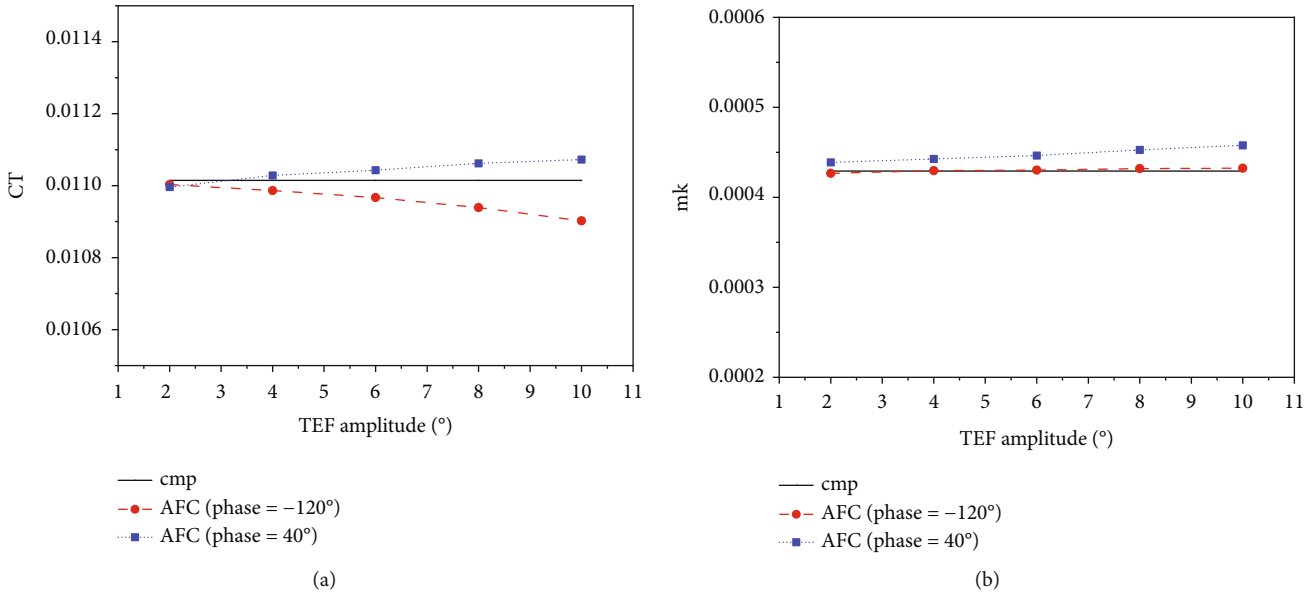 0.0114
0.0112
0.0110
0.0108
0.0106
CT
1 2 3 4 5 6 7 8 9 10 11
TEF amplitude (°)
cmp
AFC (phase = −120°)
AFC (phase = 40°)
(a)
0.0006
0.0005
0.0004
0.0003
0.0002
mk
1 2 3 4 5 6 7 8 9 10 11
TEF amplitude (°)
cmp
AFC (phase = −120°)
AFC (phase = 40°)
(b)